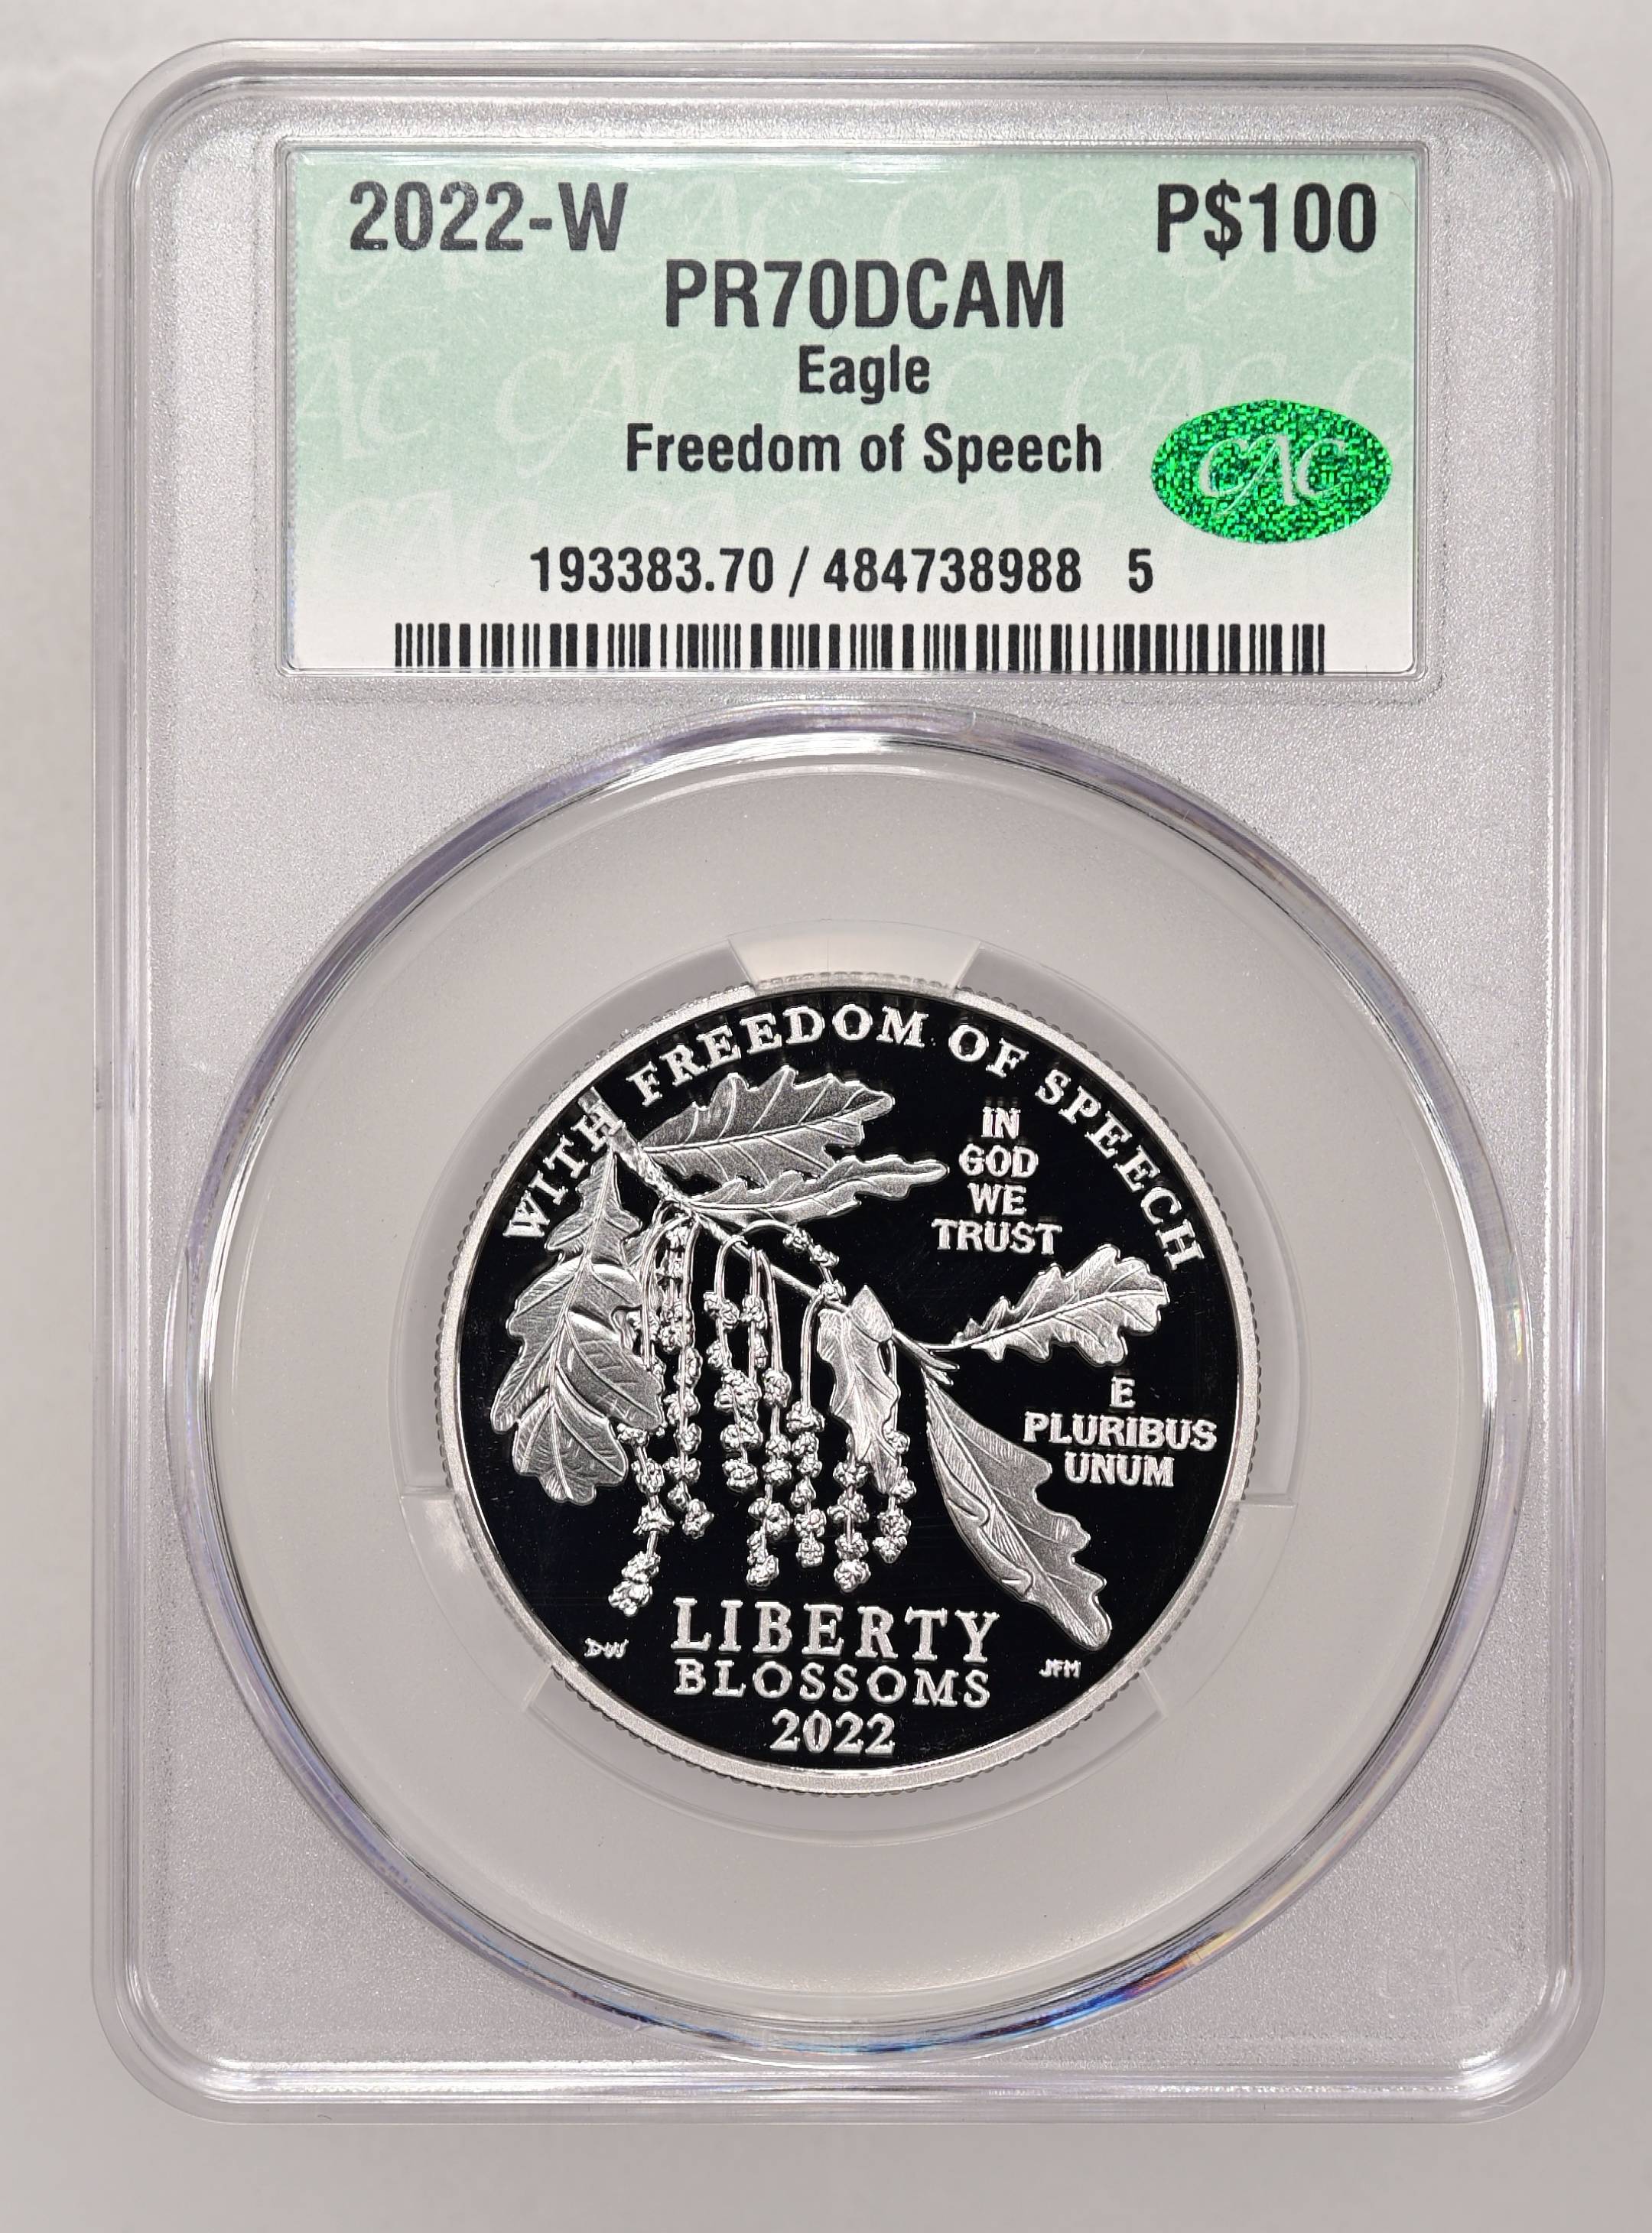 2022-W P$100
PR70DCAM
Eagle
Freedom of Speech
CAC
193383.70 / 484738988 5
WITH FREEDOM OF SPEECH
IN
GOD
WE
TRUST
E
PLURIBUS
UNUM
LIBERTY
BLOSSOMS
2022
DW
JFM